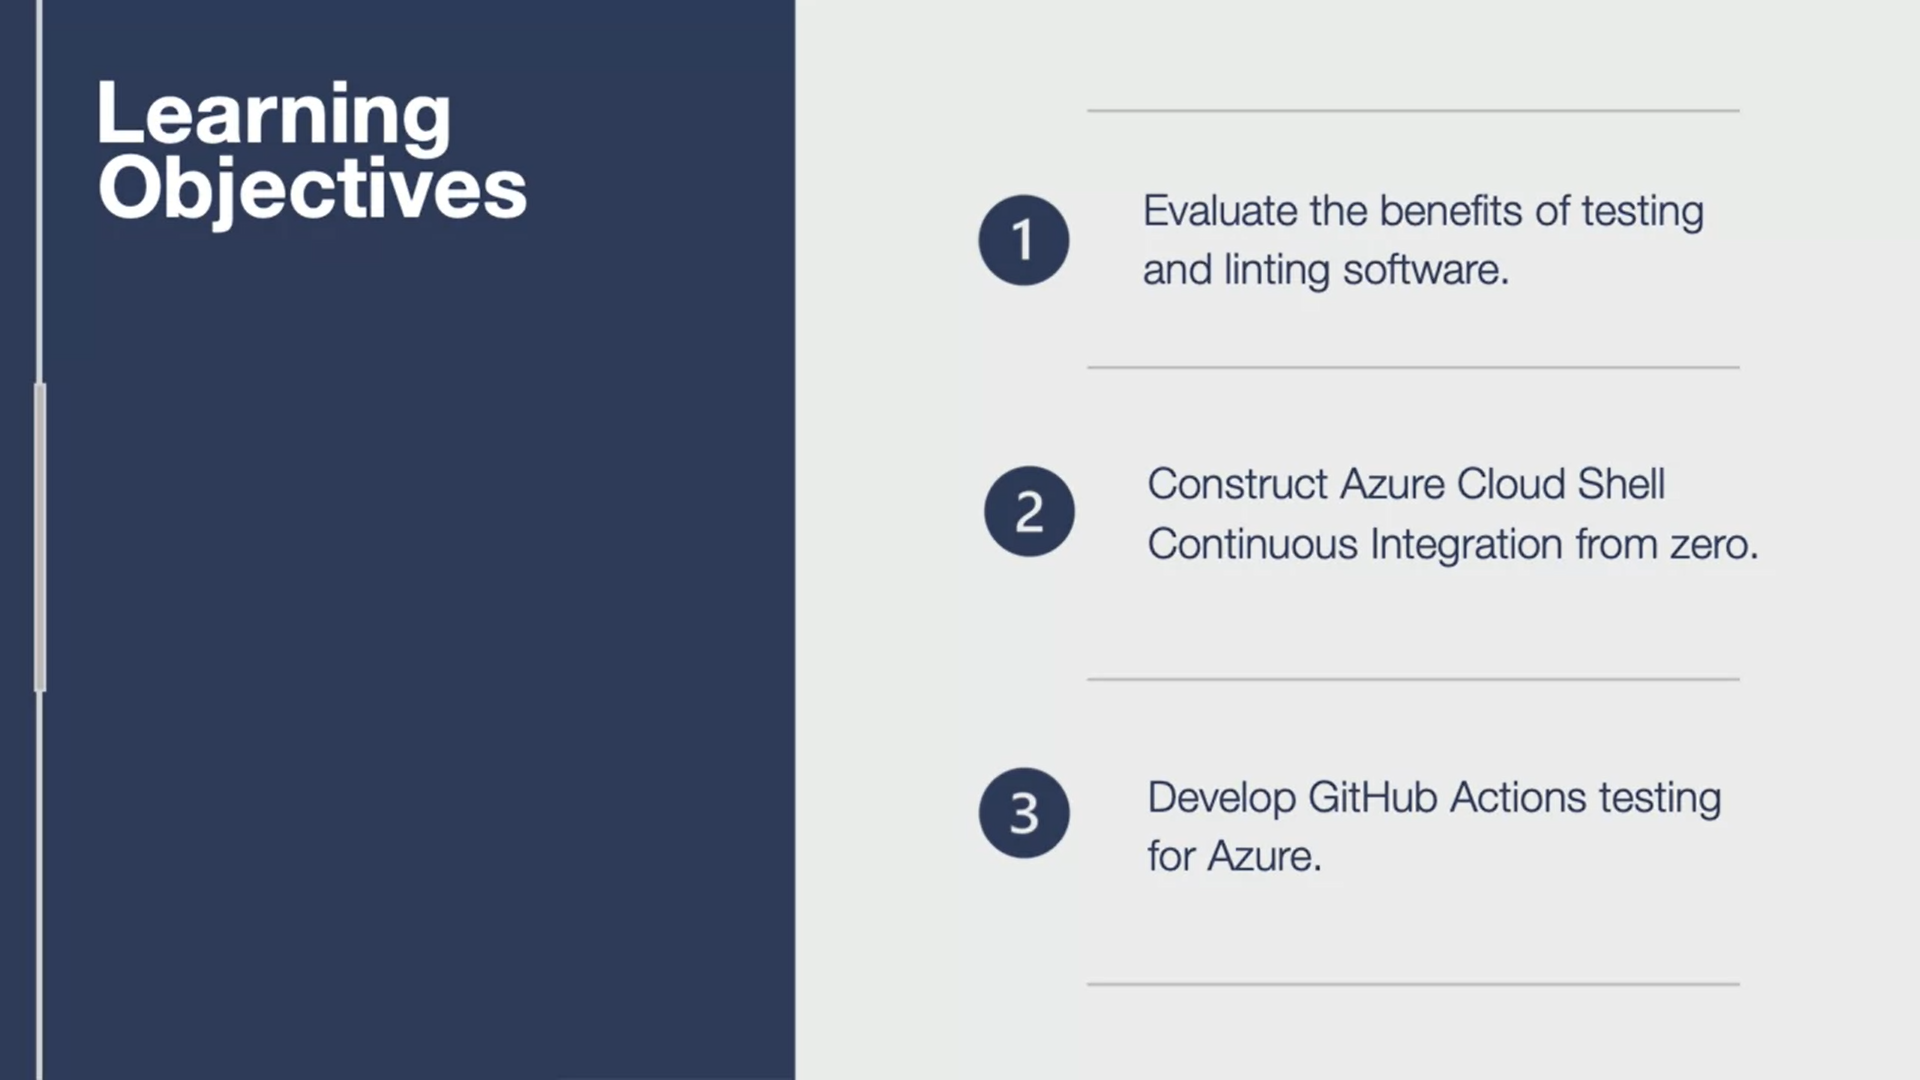 Learning
Objectives
1
Evaluate the benefits of testing
and linting software.
2
Construct Azure Cloud Shell
Continuous Integration from zero.
3
Develop GitHub Actions testing
for Azure.